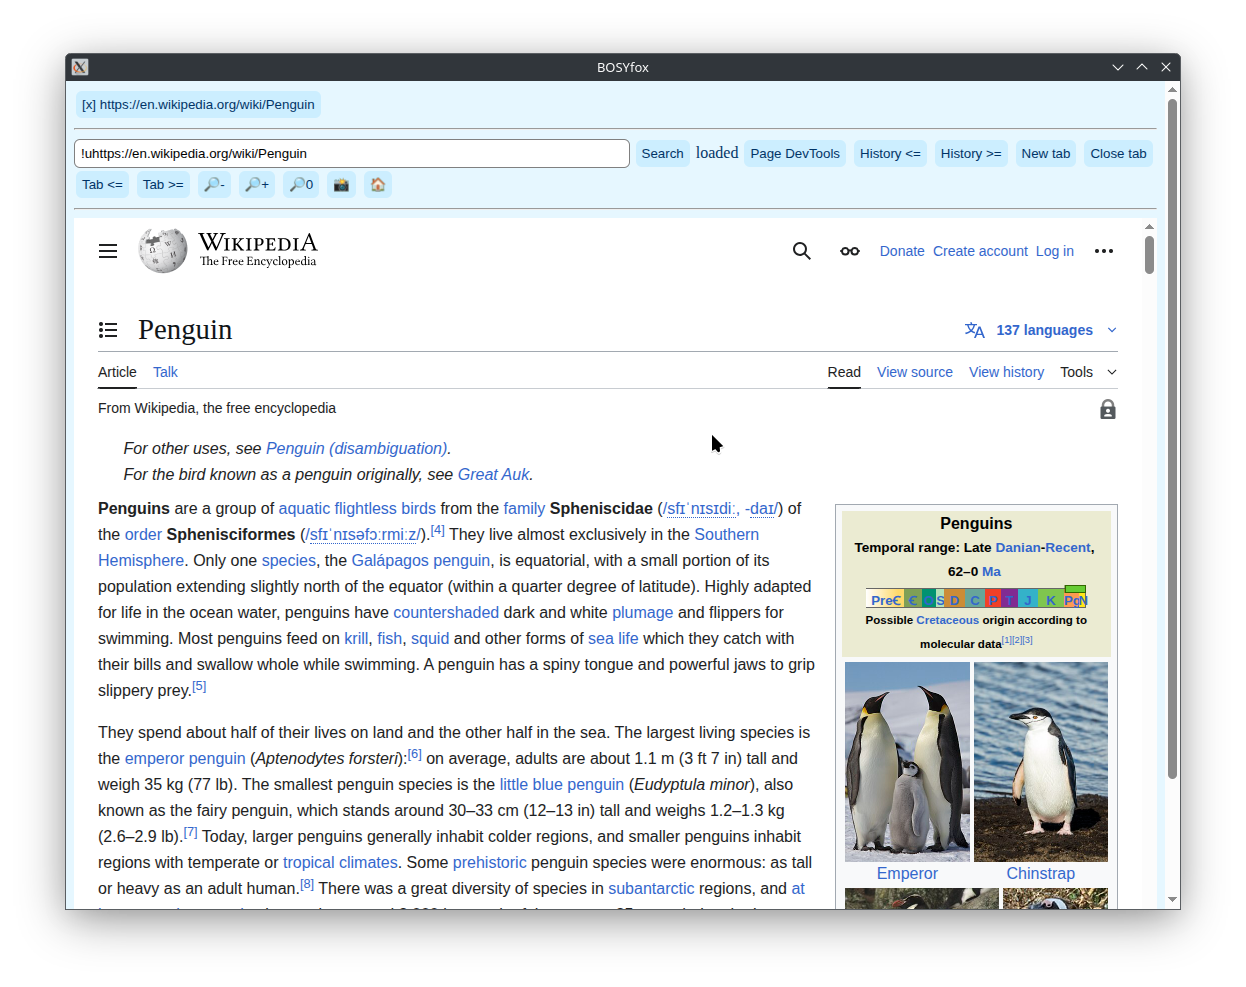 BOSYfox
[x] https://en.wikipedia.org/wiki/Penguin
!uhttps://en.wikipedia.org/wiki/Penguin
Search loaded Page DevTools History <= History >= New tab Close tab
Tab <= Tab >= 🔎- 🔎+ 🔎0 📸 🏠
WIKIPEDIA
The Free Encyclopedia
Donate Create account Log in
Penguin
137 languages
Article Talk Read View source View history Tools
From Wikipedia, the free encyclopedia
For other uses, see Penguin (disambiguation).
For the bird known as a penguin originally, see Great Auk.
Penguins are a group of aquatic flightless birds from the family Spheniscidae (/sfɪˈnɪsɪdiː, -daɪ/) of
the order Sphenisciformes (/sfɪˈnɪsəfɔːrmiːz/).[4] They live almost exclusively in the Southern
Hemisphere. Only one species, the Galápagos penguin, is equatorial, with a small portion of its
population extending slightly north of the equator (within a quarter degree of latitude). Highly adapted
for life in the ocean water, penguins have countershaded dark and white plumage and flippers for
swimming. Most penguins feed on krill, fish, squid and other forms of sea life which they catch with
their bills and swallow whole while swimming. A penguin has a spiny tongue and powerful jaws to grip
slippery prey.[5]
They spend about half of their lives on land and the other half in the sea. The largest living species is
the emperor penguin (Aptenodytes forsteri):[6] on average, adults are about 1.1 m (3 ft 7 in) tall and
weigh 35 kg (77 lb). The smallest penguin species is the little blue penguin (Eudyptula minor), also
known as the fairy penguin, which stands around 30–33 cm (12–13 in) tall and weighs 1.2–1.3 kg
(2.6–2.9 lb).[7] Today, larger penguins generally inhabit colder regions, and smaller penguins inhabit
regions with temperate or tropical climates. Some prehistoric penguin species were enormous: as tall
or heavy as an adult human.[8] There was a great diversity of species in subantarctic regions, and at
Penguins
Temporal range: Late Danian-Recent,
62–0 Ma
PreꞒ Ꞓ S D C P T J K Pg N
Possible Cretaceous origin according to
molecular data[1][2][3]
Emperor Chinstrap